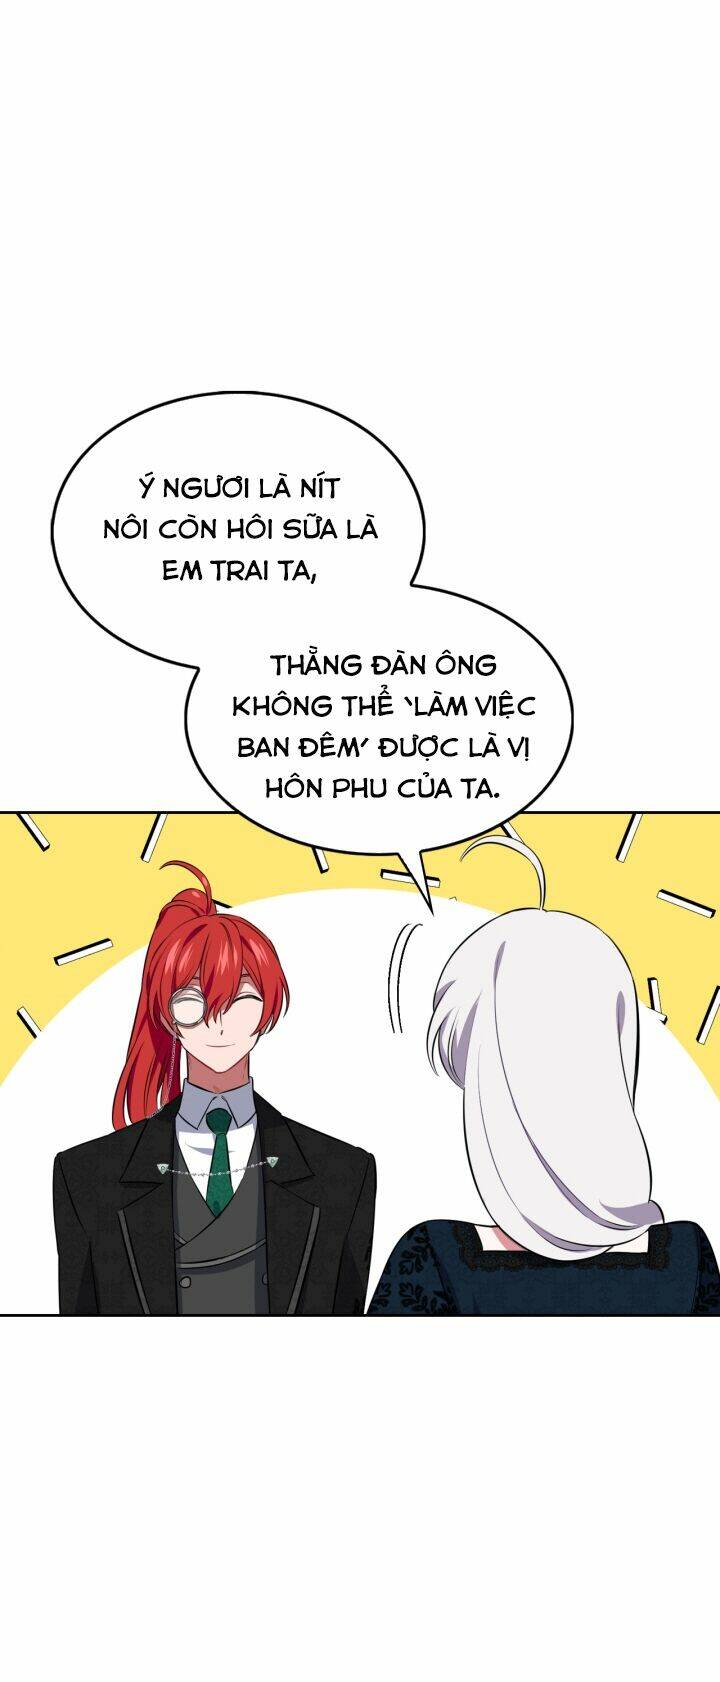 Ý NGƯƠI LÀ NÍT
NÔI CÒN HÔI SỮA LÀ
EM TRAI TA,
THẰNG ĐÀN ÔNG
KHÔNG THỂ 'LÀM VIỆC
BAN ĐÊM' ĐƯỢC LÀ VỊ
HÔN PHU CỦA TA.